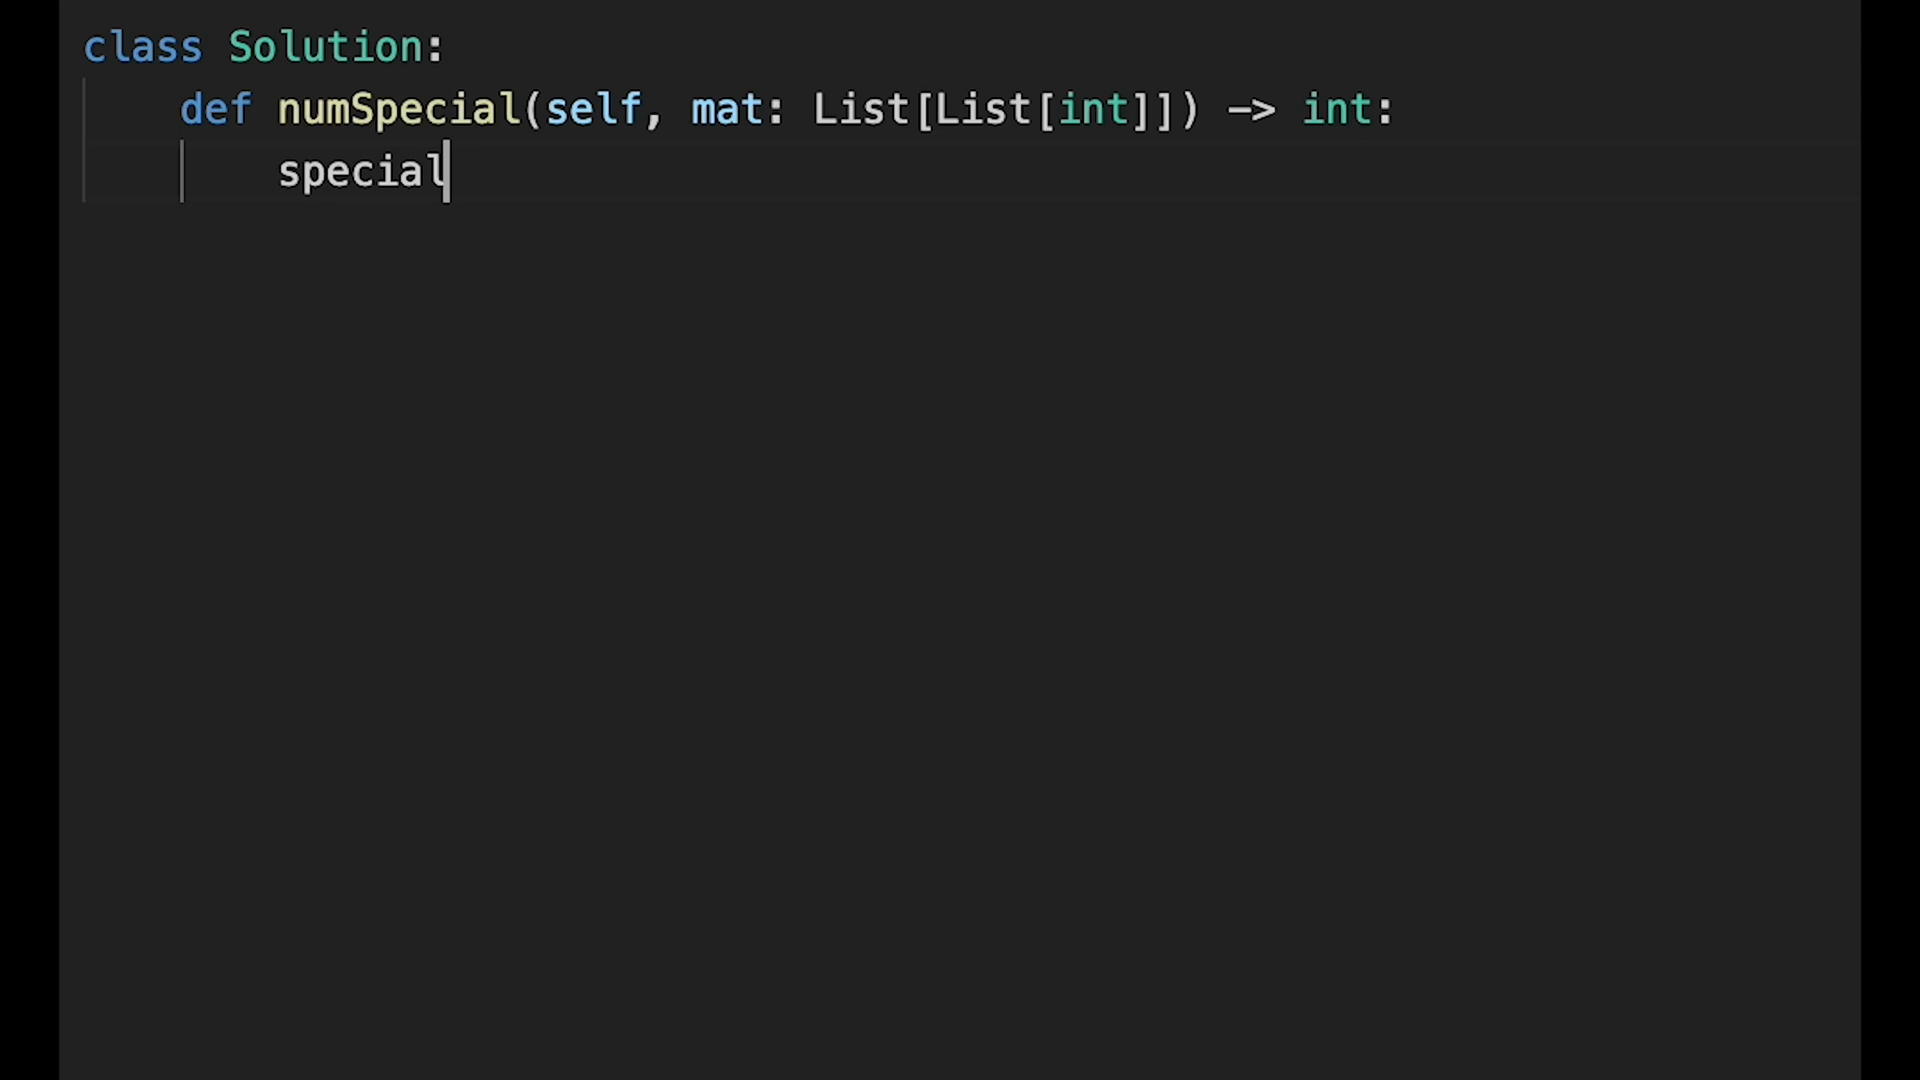 class Solution:
    def numSpecial(self, mat: List[List[int]]) -> int:
        special